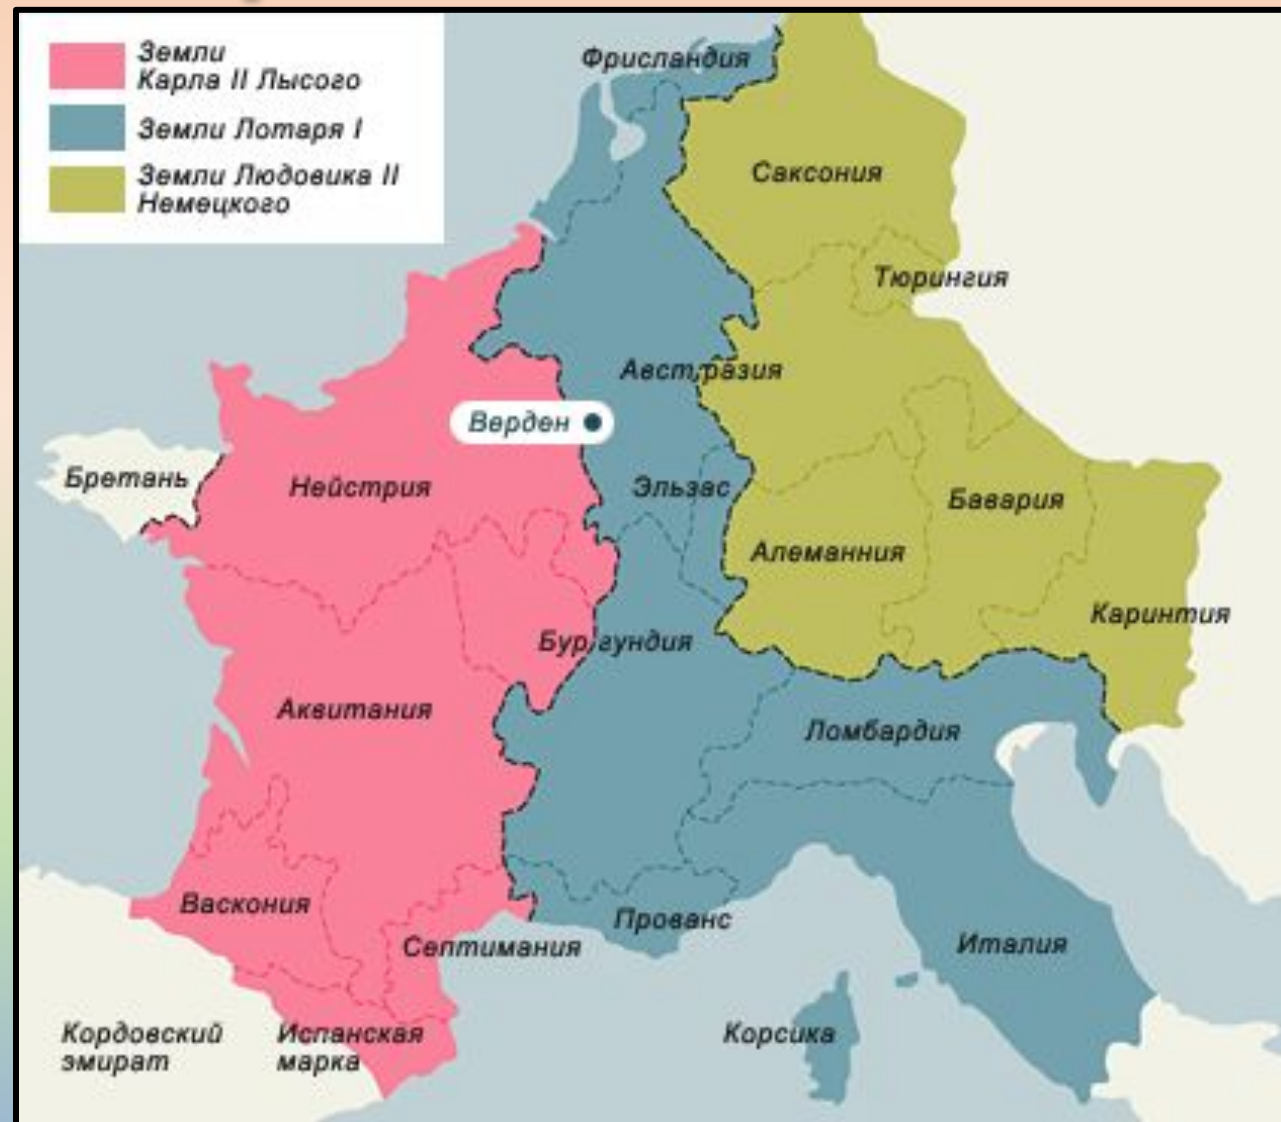 Земли
Карла II Лысого
Земли Лотаря I
Земли Людовика II
Немецкого
Фрисландия
Саксония
Тюрингия
Австразия
Верден
Бретань
Нейстрия
Эльзас
Бавария
Алеманния
Каринтия
Бургундия
Аквитания
Ломбардия
Васкония
Прованс
Септимания
Италия
Кордовский
эмират
Испанская
марка
Корсика